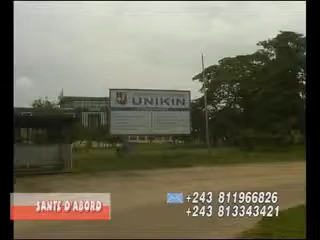 UNIKIN
SANTE D'ABORD
+243 811966826
+243 813343421